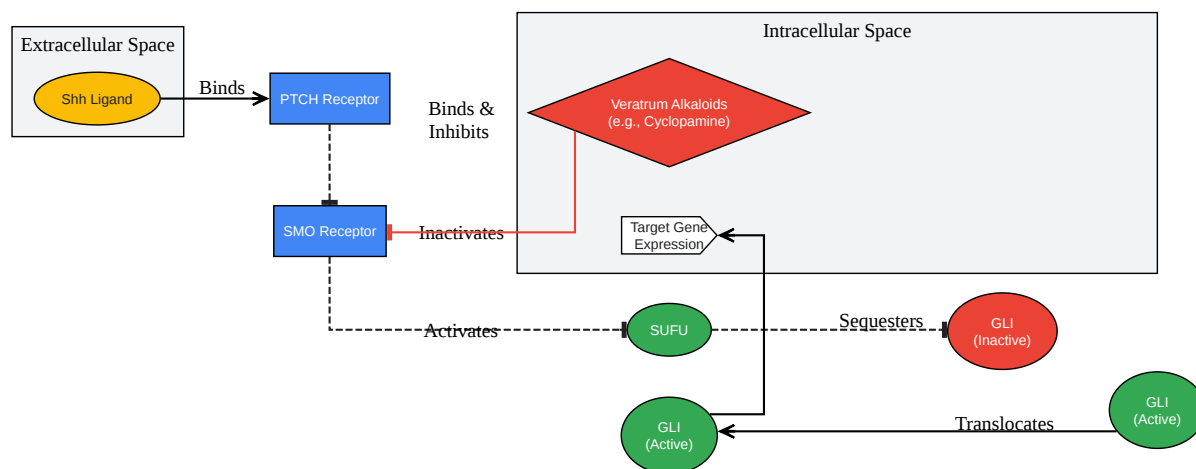 Extracellular Space
Intracellular Space
Shh Ligand
Binds
PTCH Receptor
Binds &
Inhibits
Veratrum Alkaloids
(e.g., Cyclopamine)
SMO Receptor
Inactivates
Target Gene
Expression
Activates
SUFU
Sequesters
GLI
(Inactive)
GLI
(Active)
Translocates
GLI
(Active)